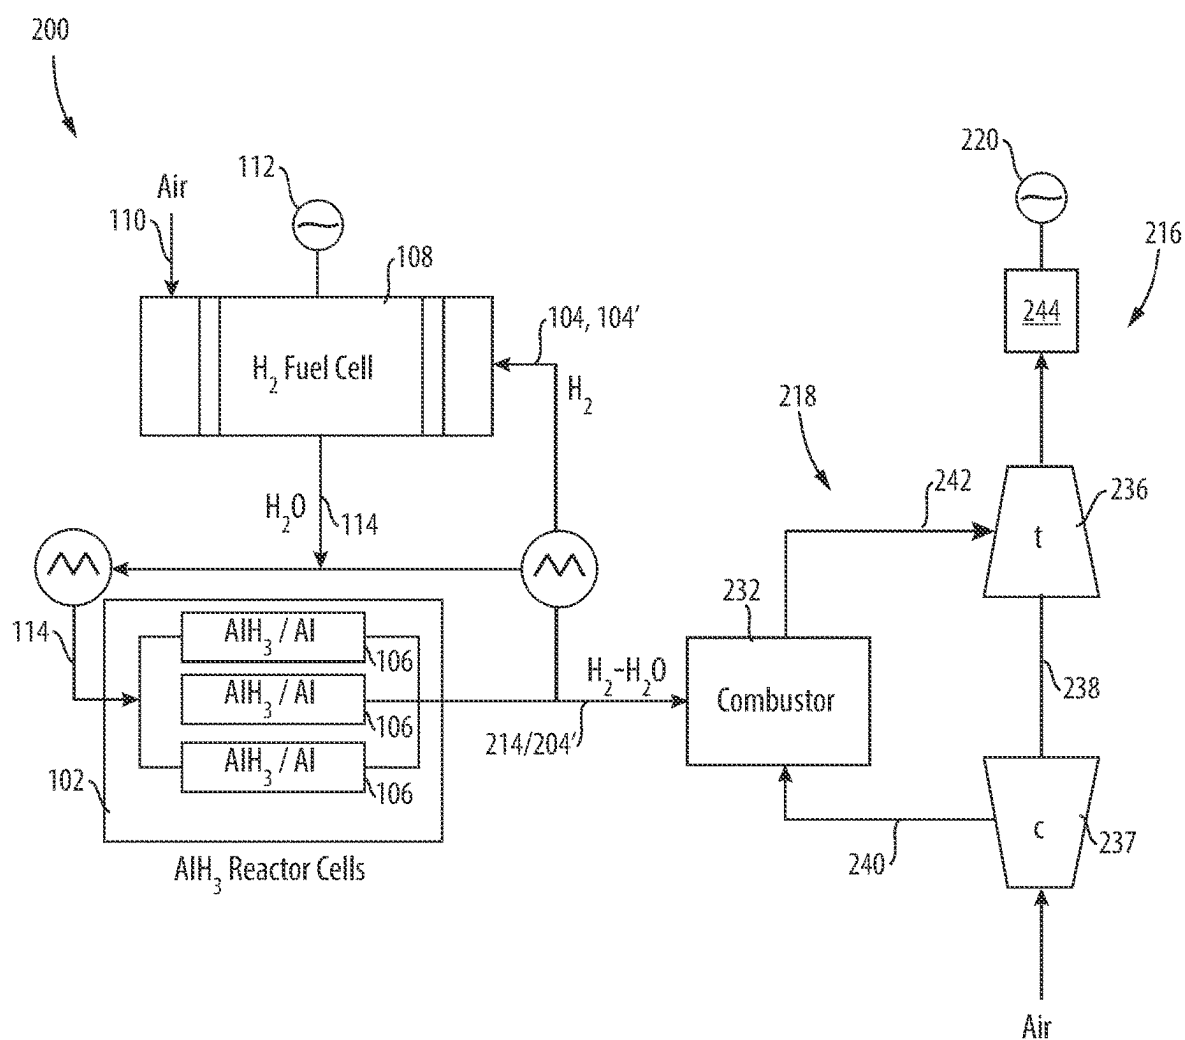 200
220
112
Air
110
216
108
104, 104′
244
H₂ Fuel Cell
H₂
218
242
236
H₂O
114
t
232
114
AlH₃ / Al
106
H₂–H₂O
238
AlH₃ / Al
Combustor
106
214/204′
AlH₃ / Al
102
106
c
237
240
AlH₃ Reactor Cells
Air